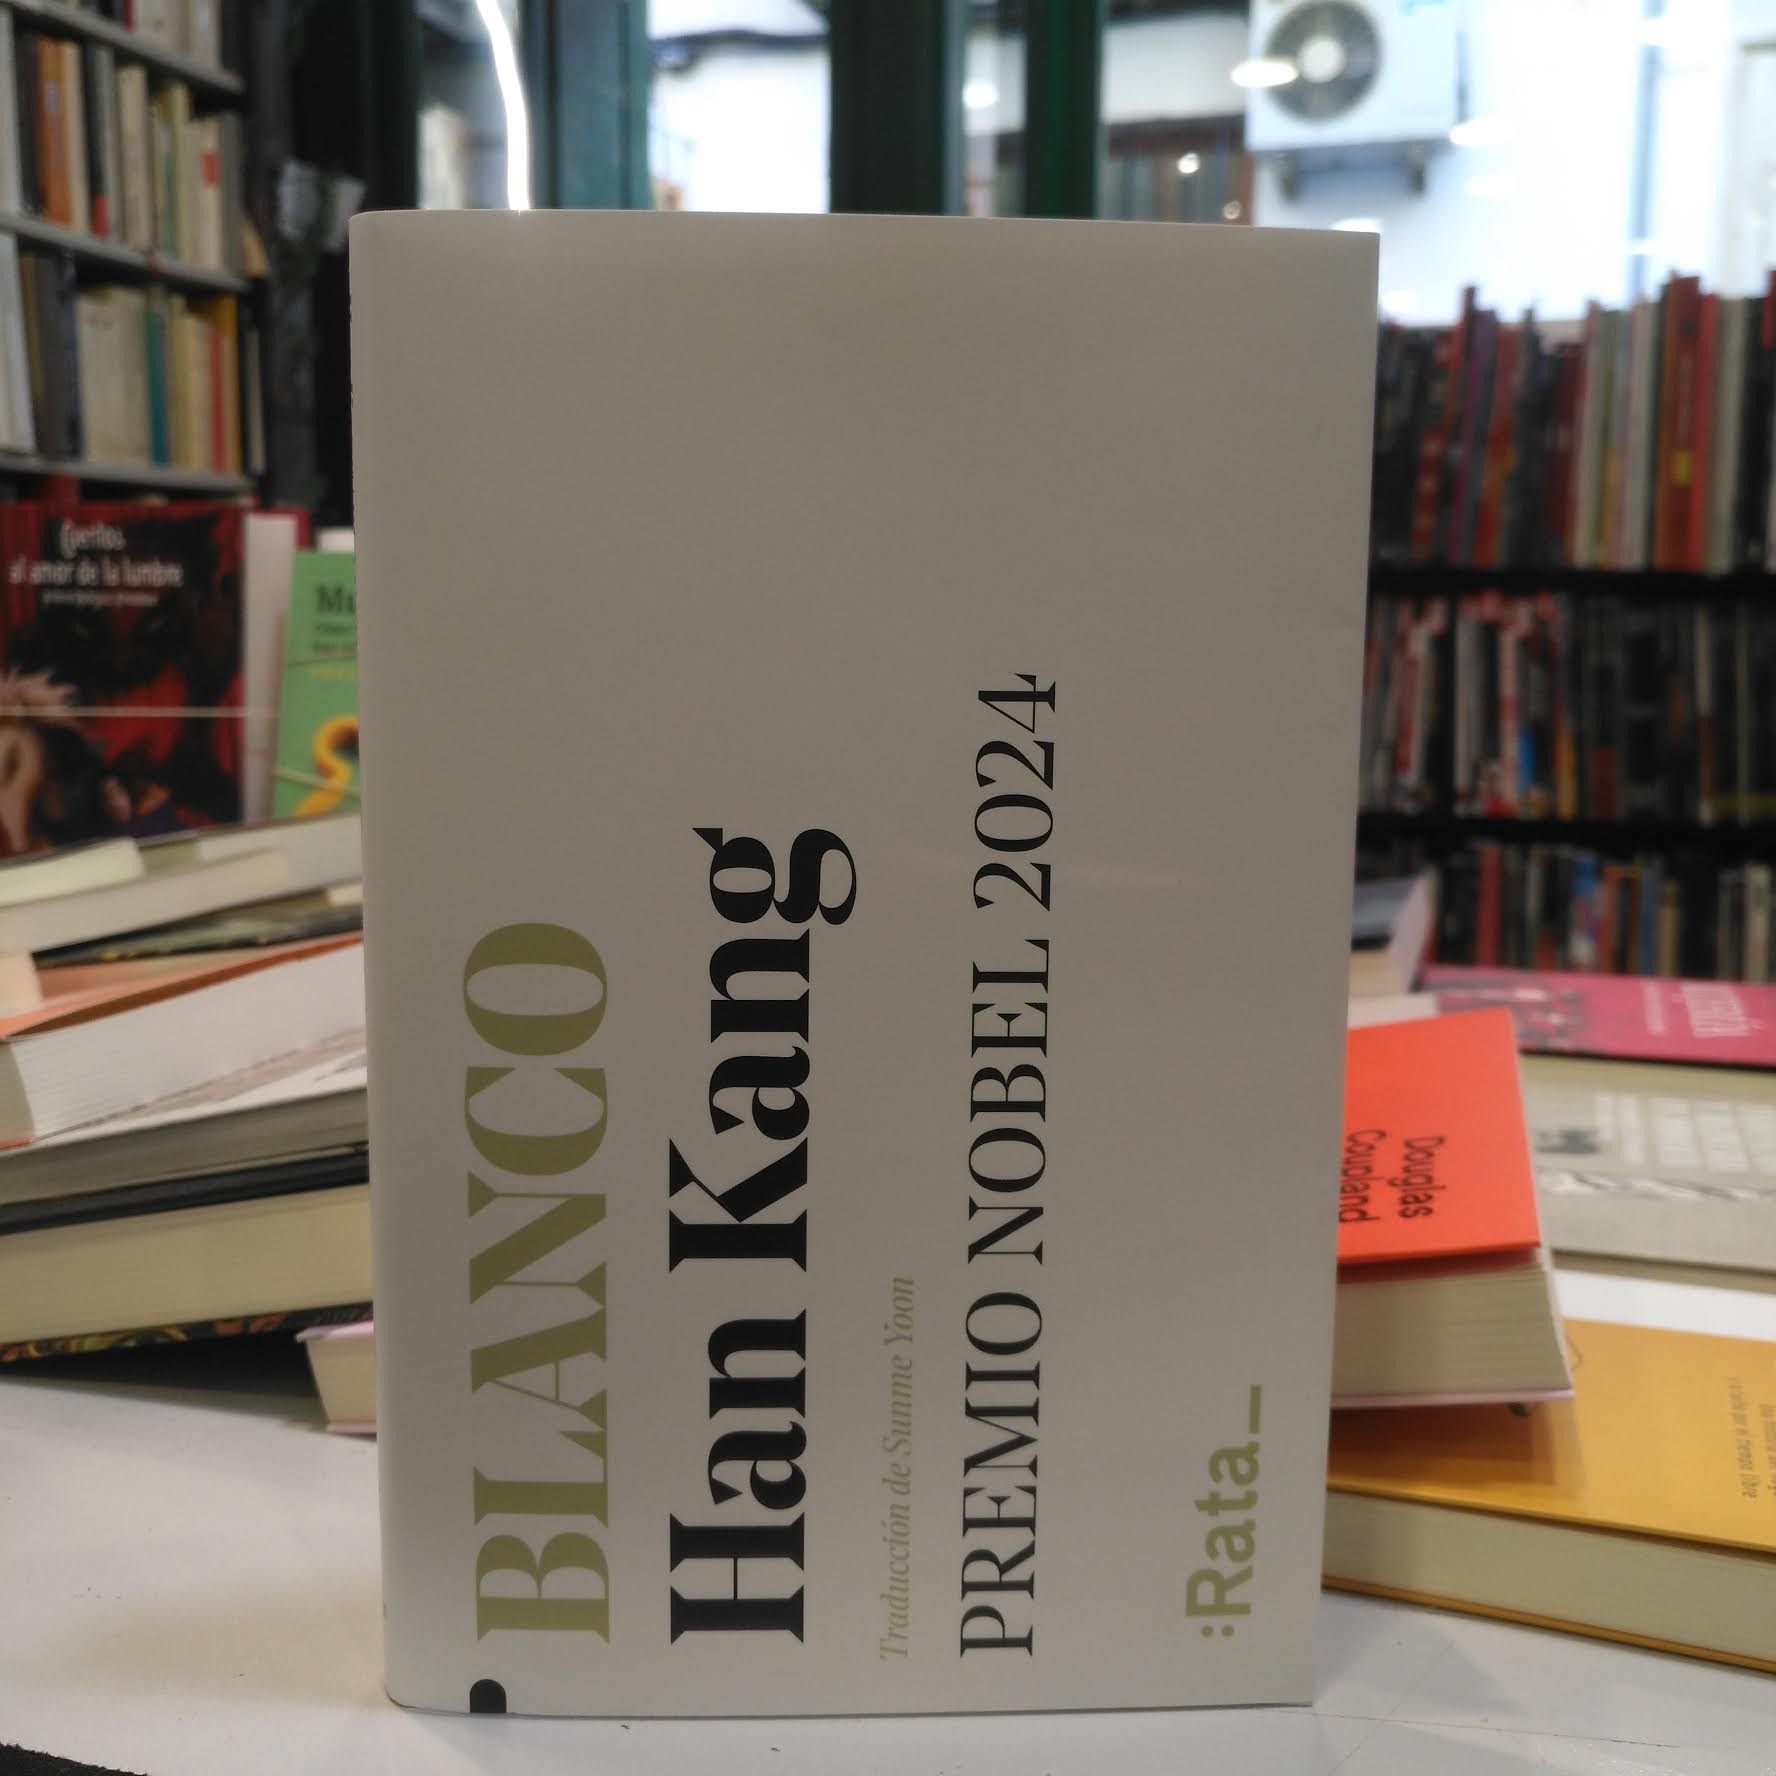 BLANCO
Han Kang
Traducción de Sunme Yoon
PREMIO NOBEL 2024
:Rata_
Cuentos
al amor de la lumbre
Douglas
Coupland